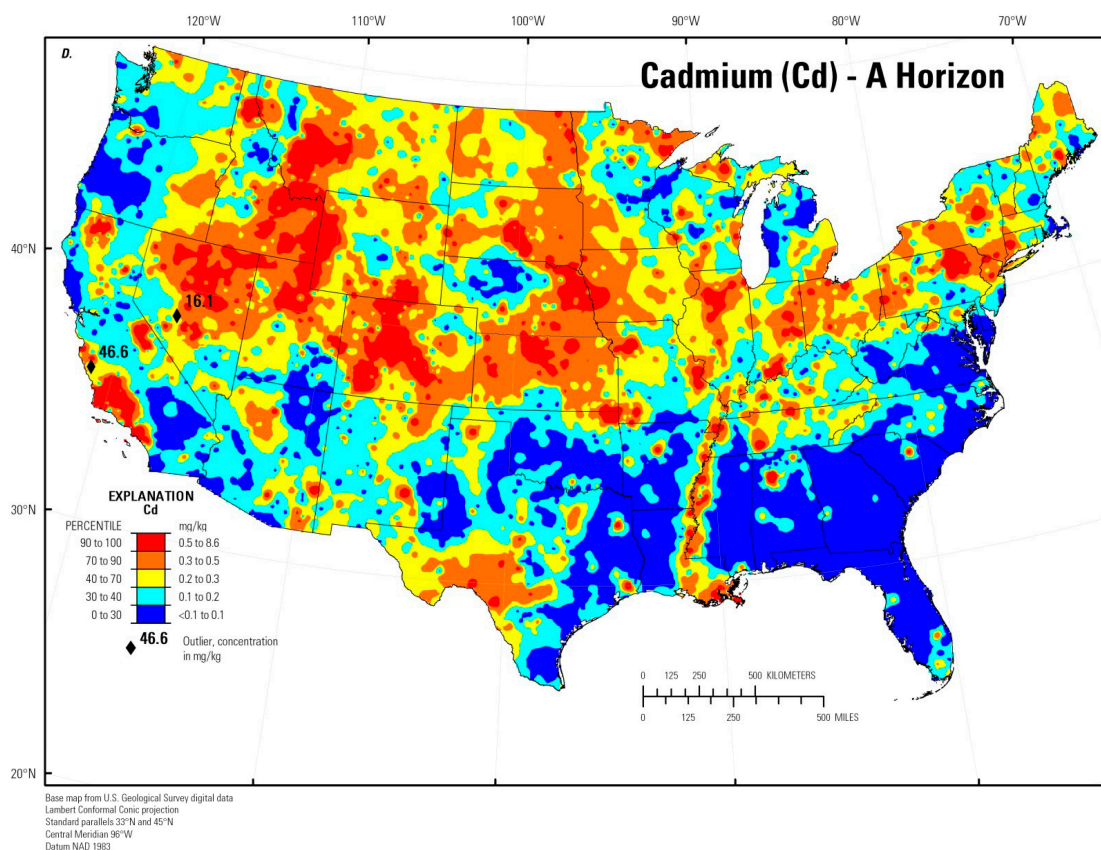 120°W 110°W 100°W 90°W 80°W 70°W
D.
Cadmium (Cd) - A Horizon
40°N
16.1
46.6
30°N
EXPLANATION
Cd
PERCENTILE mg/kg
90 to 100 0.5 to 8.6
70 to 90 0.3 to 0.5
40 to 70 0.2 to 0.3
30 to 40 0.1 to 0.2
0 to 30 <0.1 to 0.1
46.6 Outlier, concentration
in mg/kg
0 125 250 500 KILOMETERS
0 125 250 500 MILES
20°N
Base map from U.S. Geological Survey digital data
Lambert Conformal Conic projection
Standard parallels 33°N and 45°N
Central Meridian 96°W
Datum NAD 1983